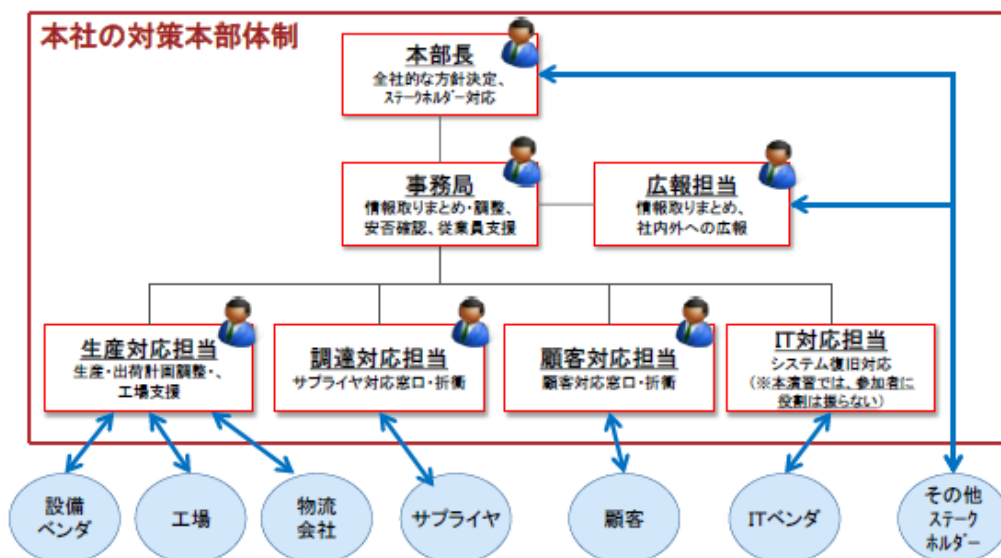 本社の対策本部体制
本部長
全社的な方針決定、
ステークホルダー対応
事務局
情報取りまとめ・調整、
安否確認、従業員支援
広報担当
情報取りまとめ、
社内外への広報
生産対応担当
生産・出荷計画調整・、
工場支援
調達対応担当
サプライヤ対応窓口・折衝
顧客対応担当
顧客対応窓口・折衝
IT対応担当
システム復旧対応
（※本演習では、参加者に
役割は振らない）
設備
ベンダ
工場
物流
会社
サプライヤ
顧客
ITベンダ
その他
ステーク
ホルダー